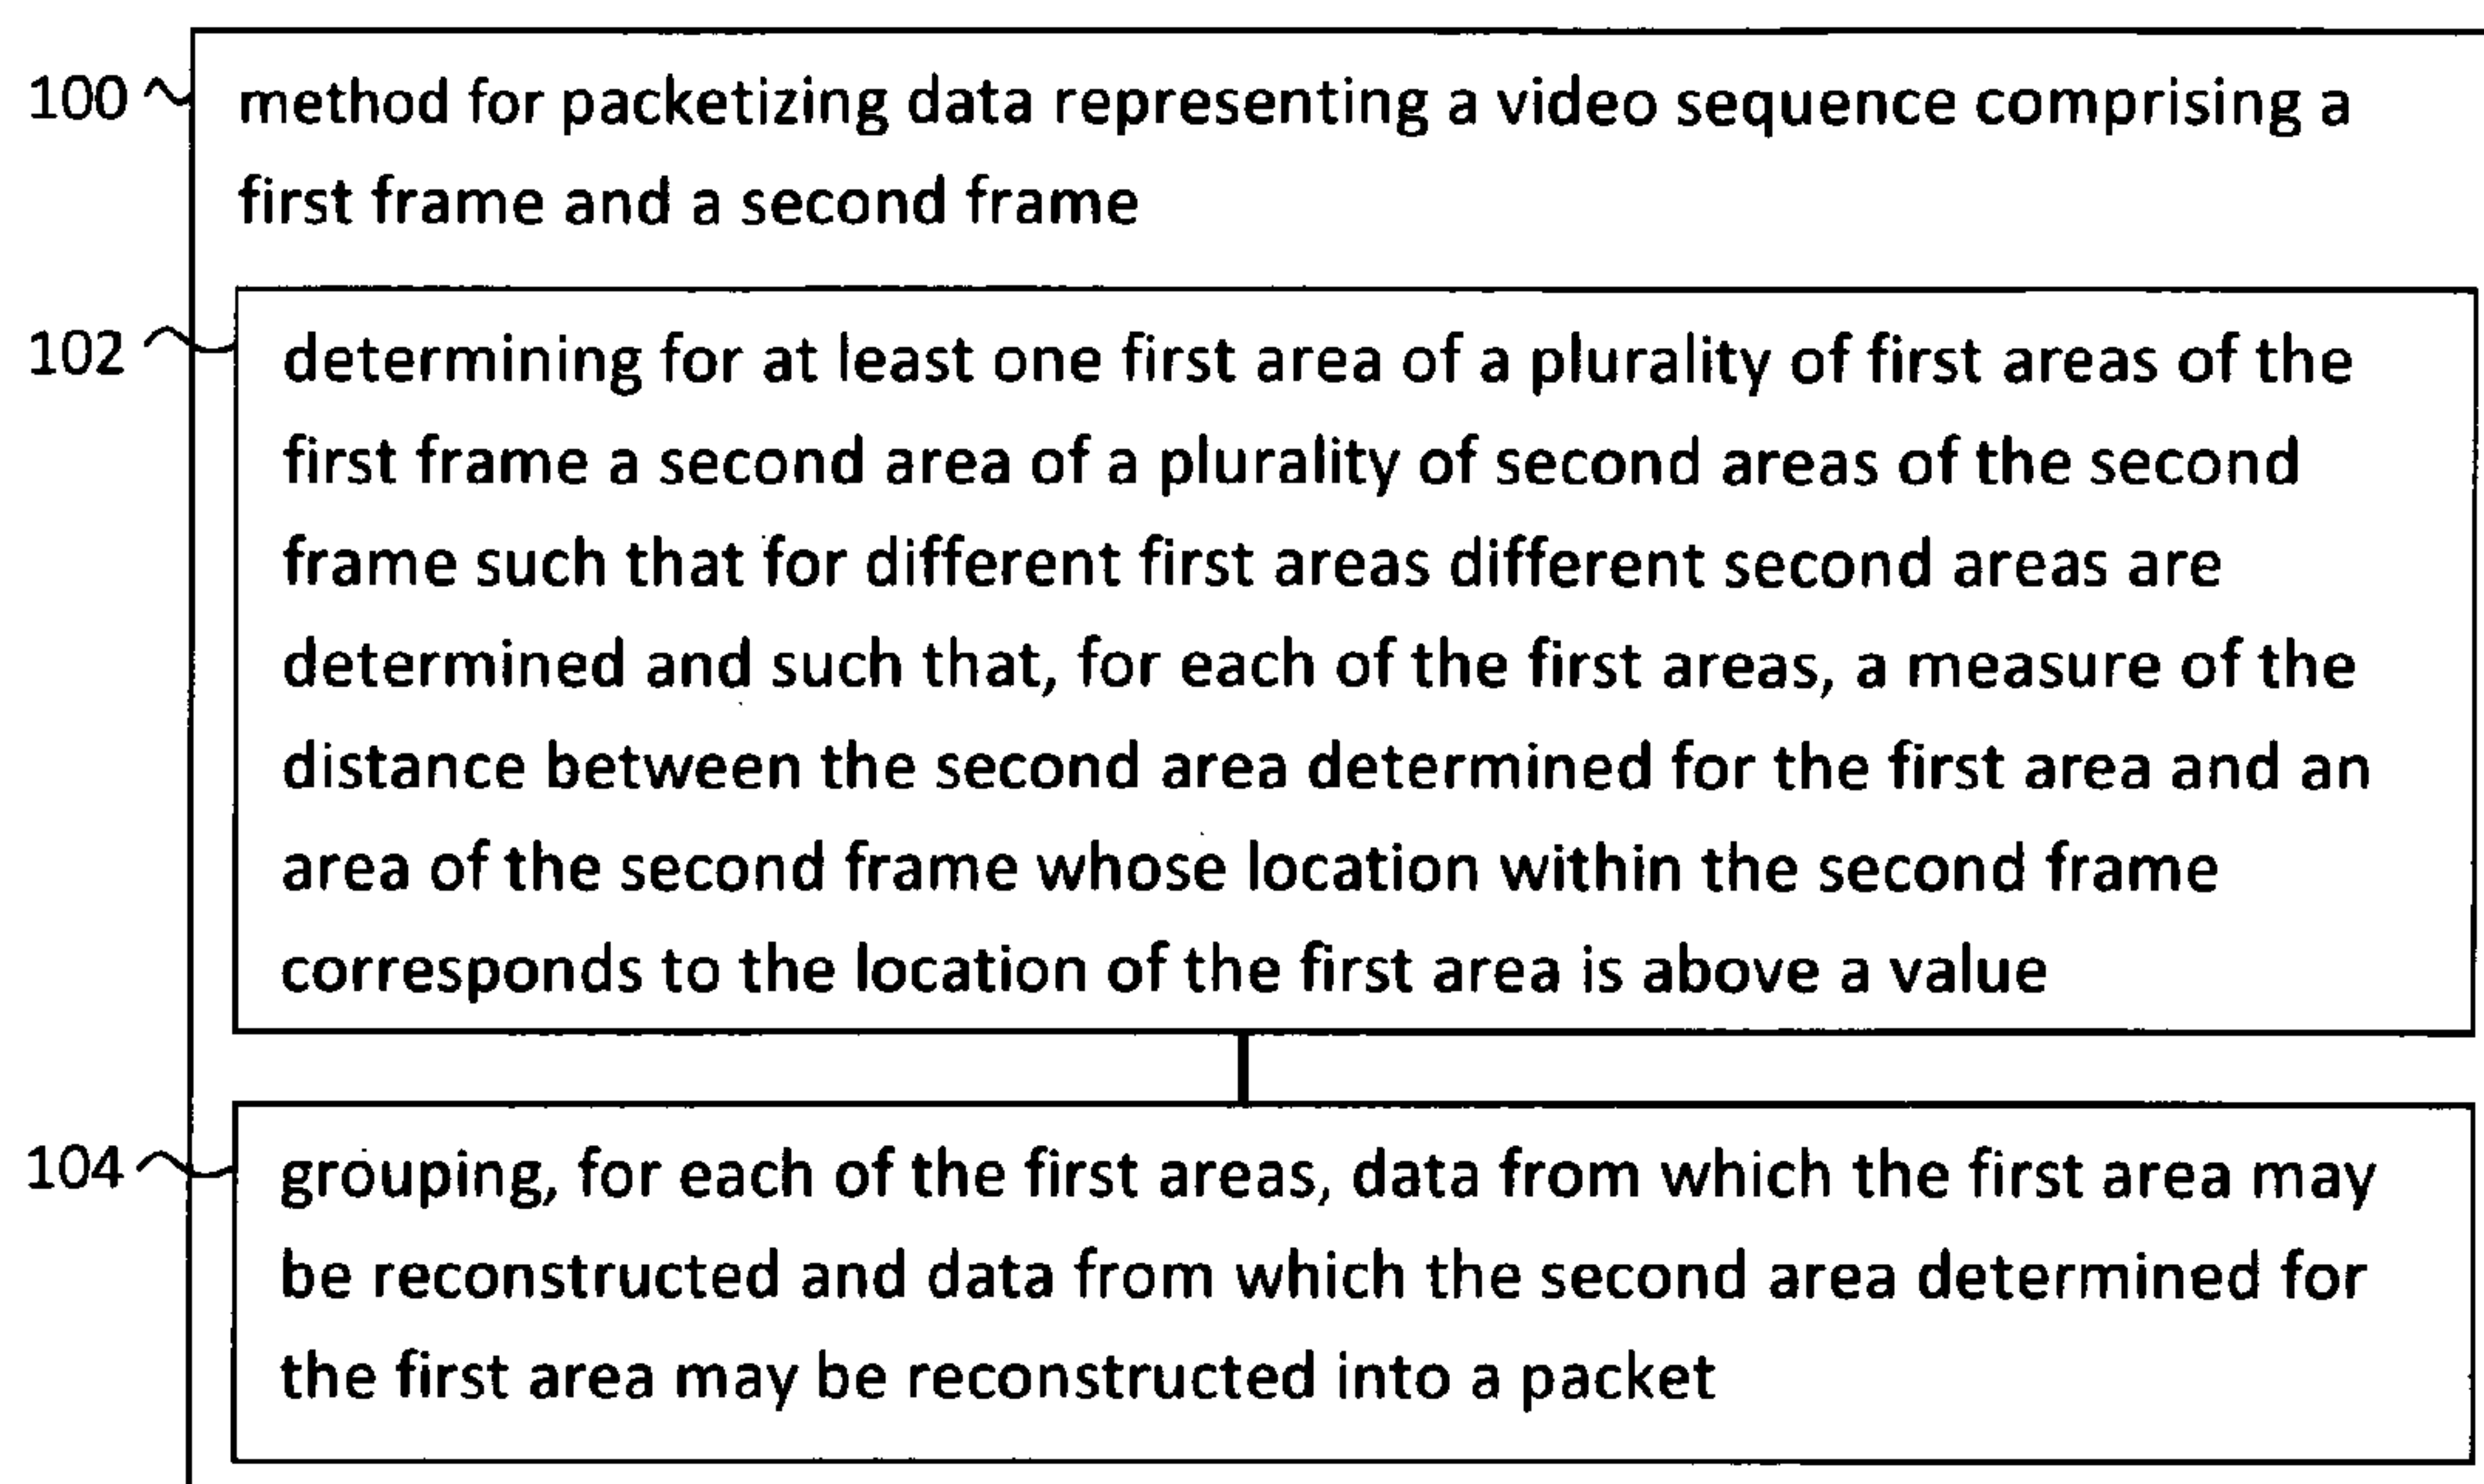 100 method for packetizing data representing a video sequence comprising a
first frame and a second frame
102 determining for at least one first area of a plurality of first areas of the
first frame a second area of a plurality of second areas of the second
frame such that for different first areas different second areas are
determined and such that, for each of the first areas, a measure of the
distance between the second area determined for the first area and an
area of the second frame whose location within the second frame
corresponds to the location of the first area is above a value
104 grouping, for each of the first areas, data from which the first area may
be reconstructed and data from which the second area determined for
the first area may be reconstructed into a packet